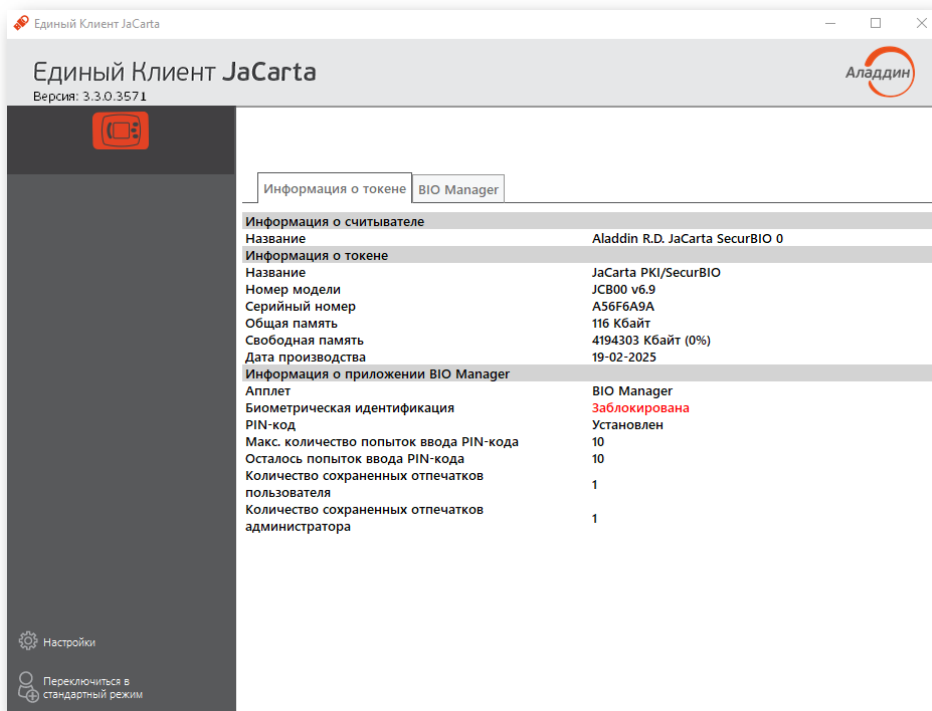 Единый Клиент JaCarta
Единый Клиент JaCarta
Версия: 3.3.0.3571
Аладдин
Информация о токене BIO Manager
Информация о считывателе
Название Aladdin R.D. JaCarta SecurBIO 0
Информация о токене
Название JaCarta PKI/SecurBIO
Номер модели JCB00 v6.9
Серийный номер A56F6A9A
Общая память 116 Кбайт
Свободная память 4194303 Кбайт (0%)
Дата производства 19-02-2025
Информация о приложении BIO Manager
Апплет BIO Manager
Биометрическая идентификация Заблокирована
PIN-код Установлен
Макс. количество попыток ввода PIN-кода 10
Осталось попыток ввода PIN-кода 10
Количество сохраненных отпечатков
пользователя 1
Количество сохраненных отпечатков
администратора 1
Настройки
Переключиться в
стандартный режим